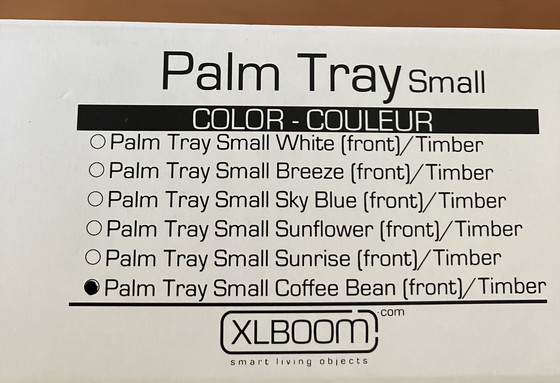 Palm Tray Small
COLOR - COULEUR
Palm Tray Small White (front)/Timber
Palm Tray Small Breeze (front)/Timber
Palm Tray Small Sky Blue (front)/Timber
Palm Tray Small Sunflower (front)/Timber
Palm Tray Small Sunrise (front)/Timber
Palm Tray Small Coffee Bean (front)/Timber
XLBOOM.com
smart living objects